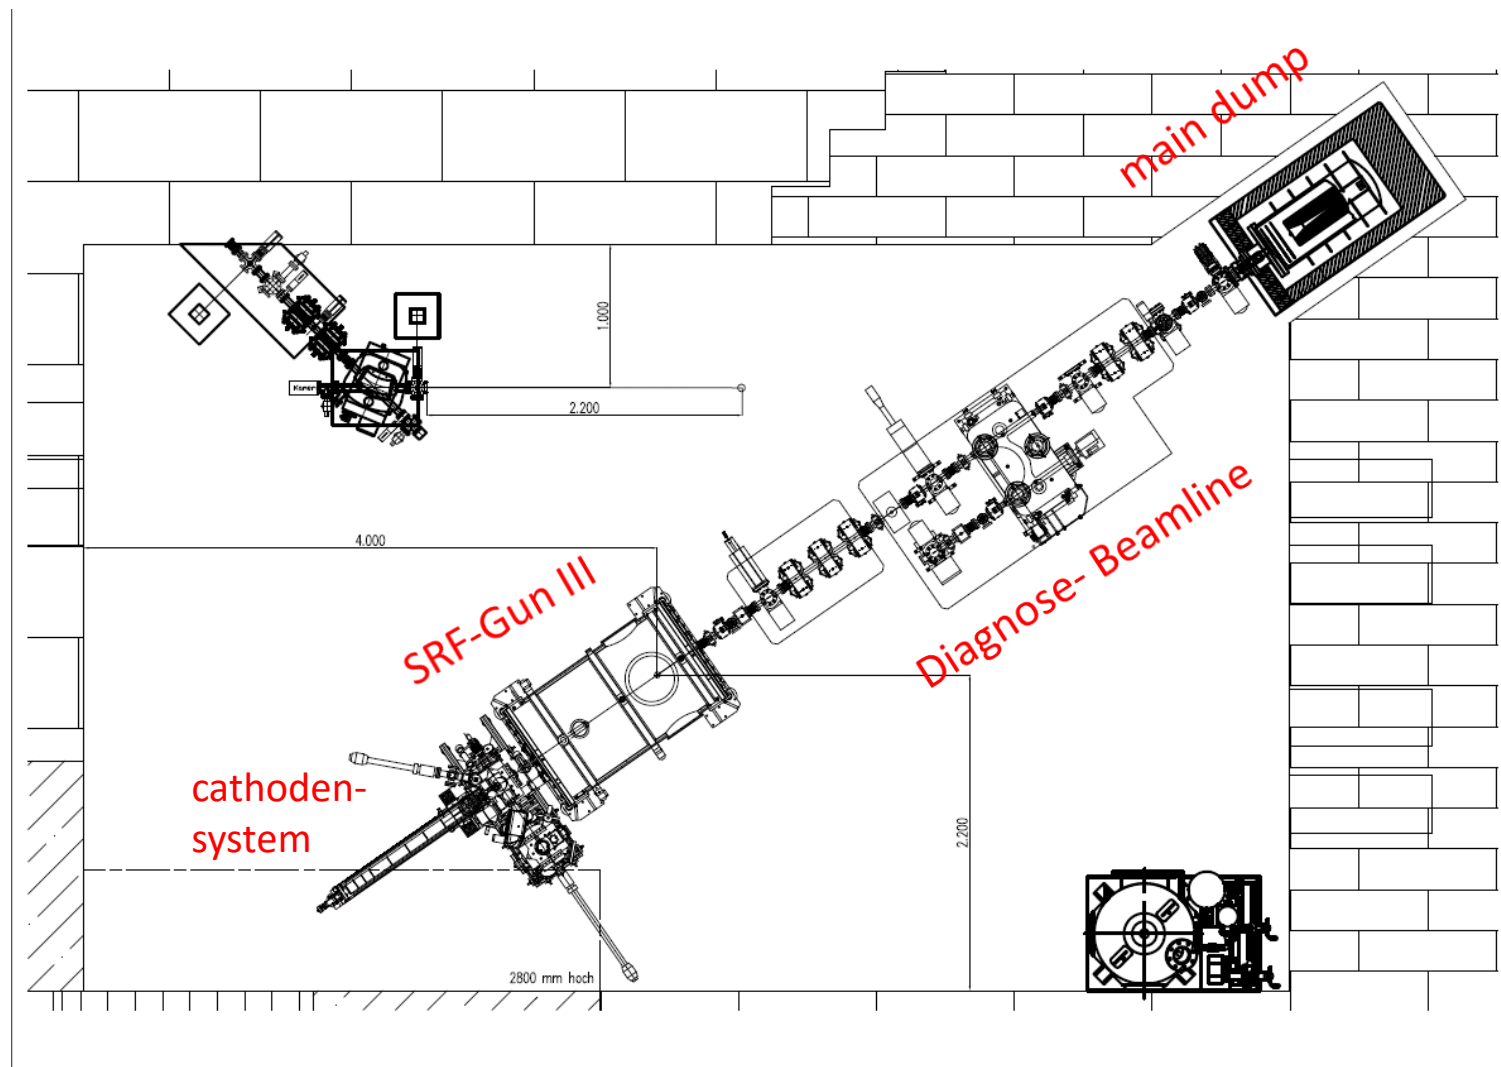 main dump
1.000
2.200
4.000
SRF-Gun III
Diagnose- Beamline
cathoden-
system
2.200
2800 mm hoch